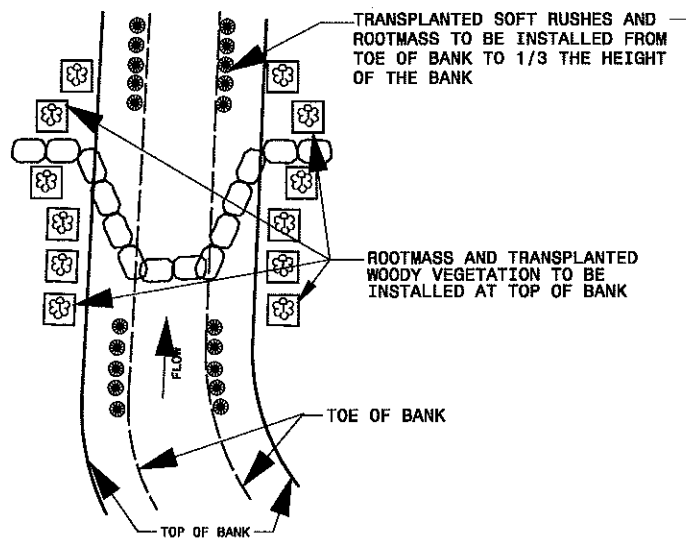 TRANSPLANTED SOFT RUSHES AND
ROOTMASS TO BE INSTALLED FROM
TOE OF BANK TO 1/3 THE HEIGHT
OF THE BANK
ROOTMASS AND TRANSPLANTED
WOODY VEGETATION TO BE
INSTALLED AT TOP OF BANK
FLOW
TOE OF BANK
TOP OF BANK